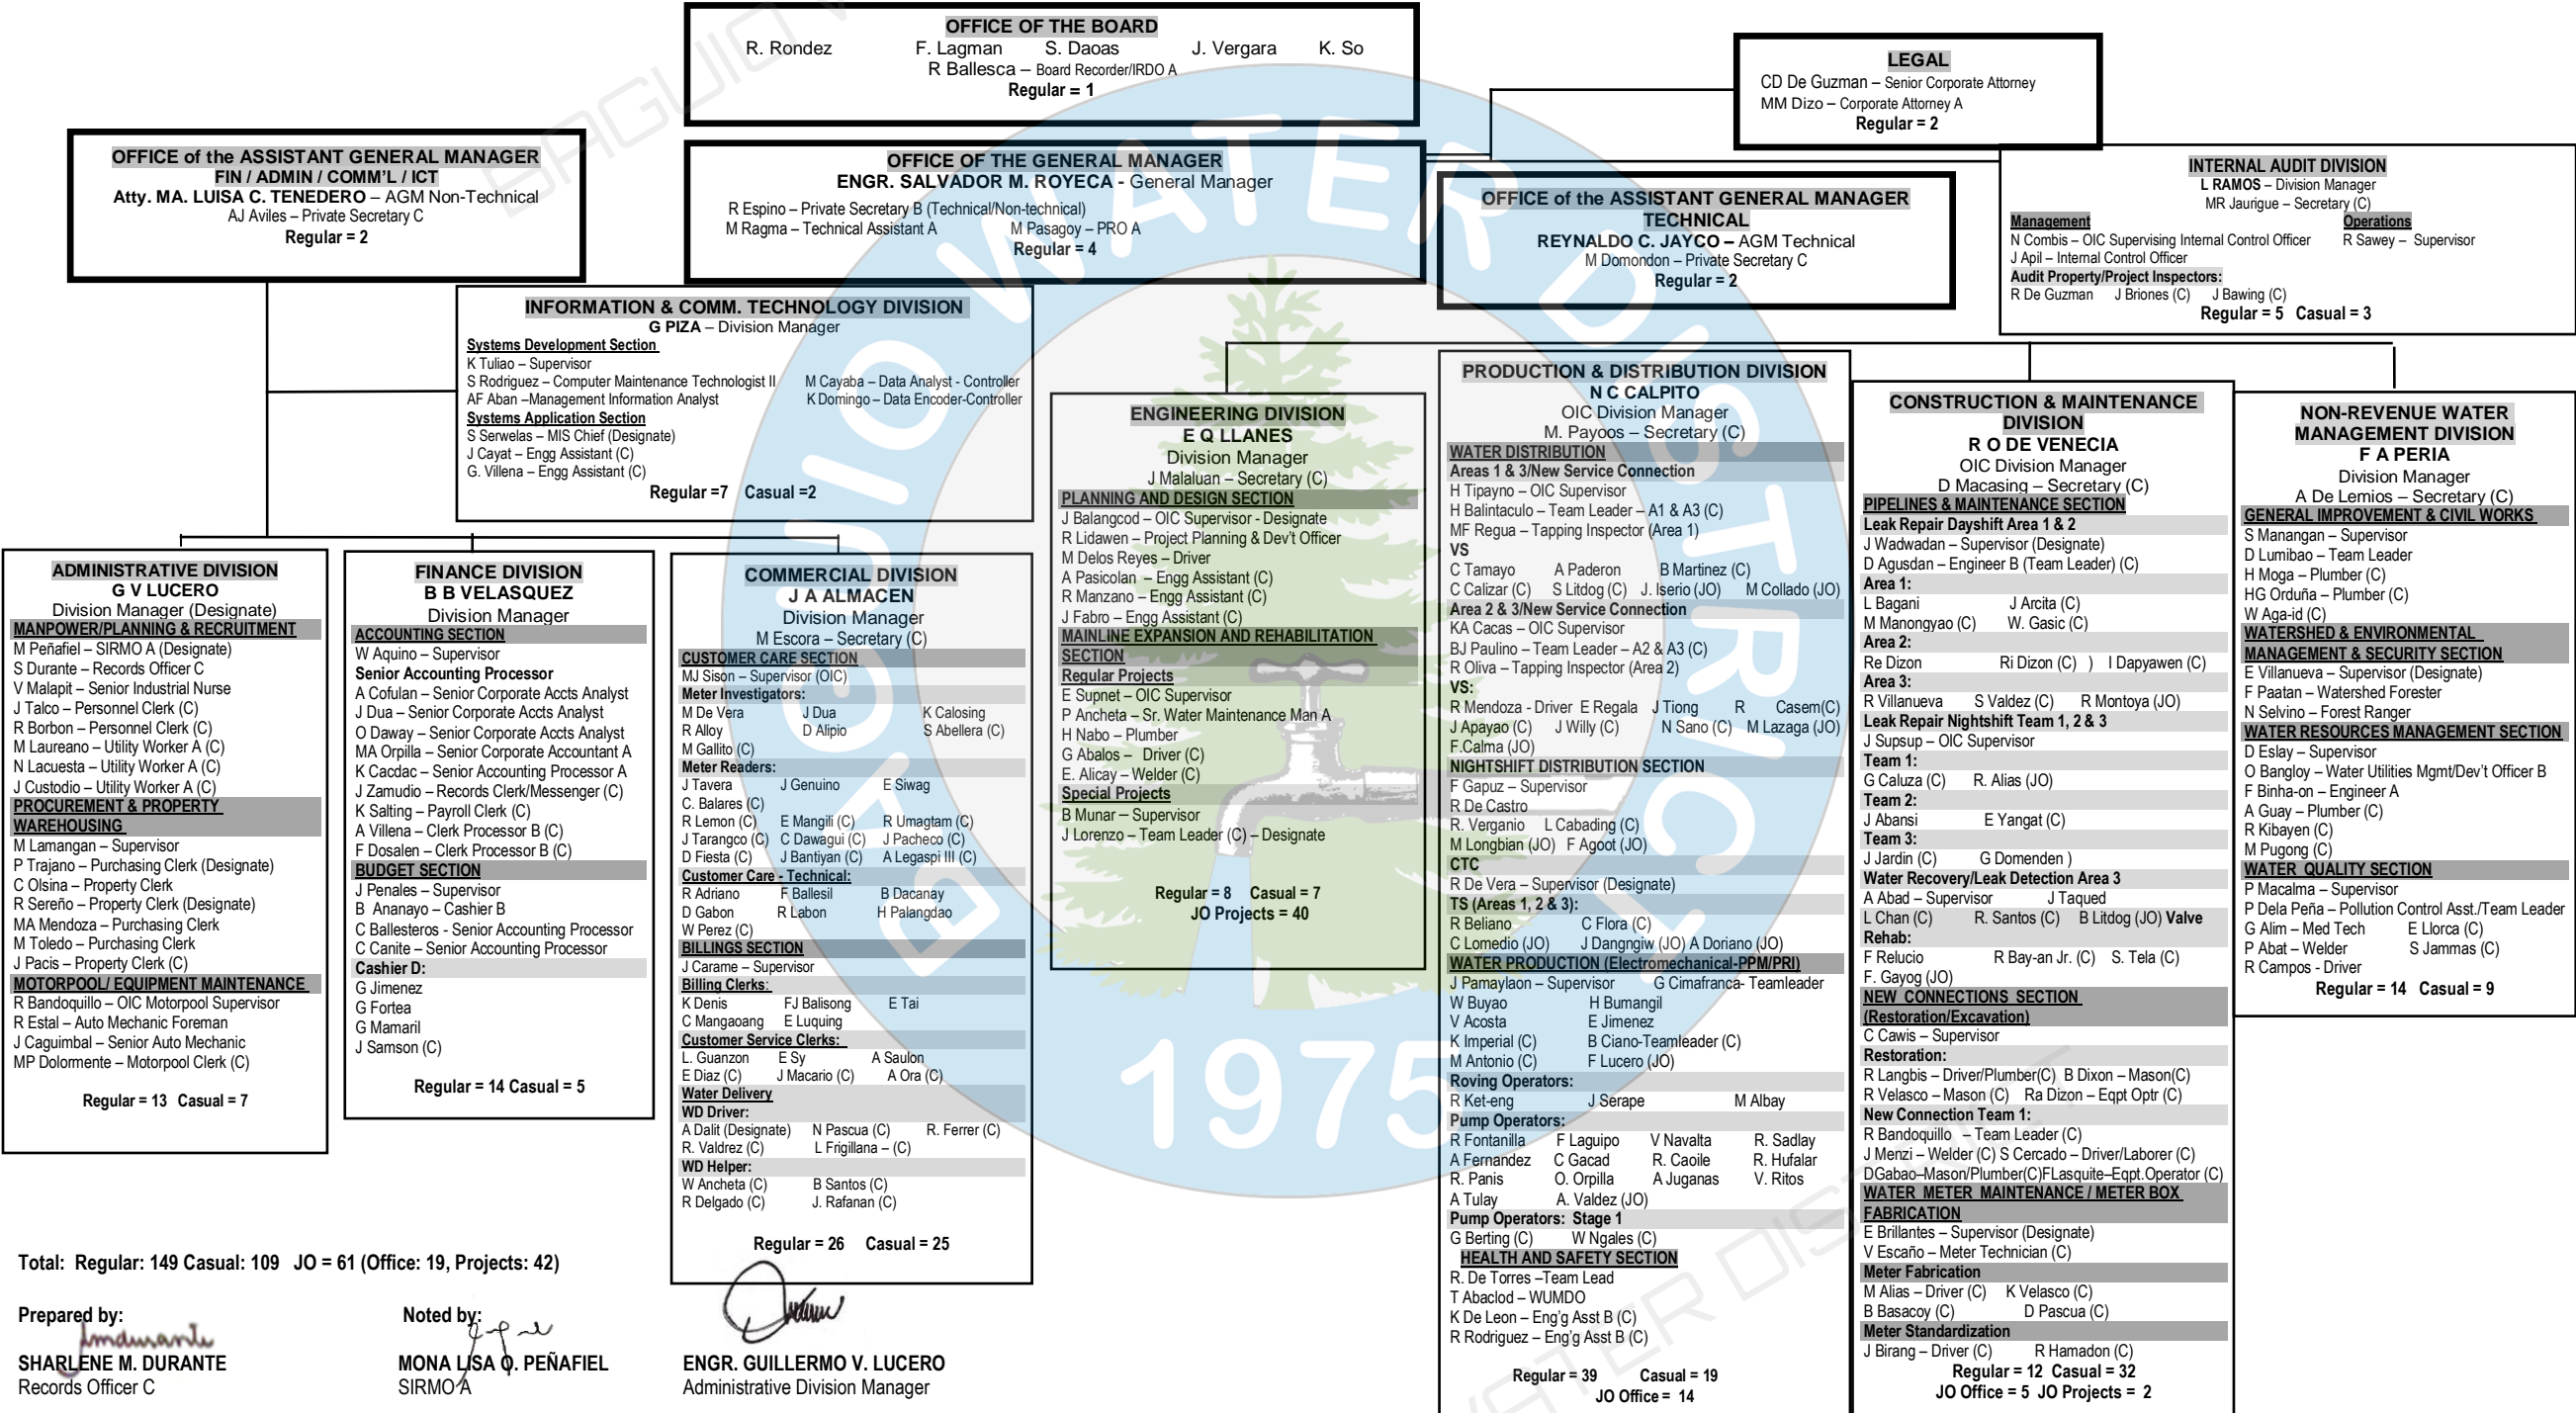 OFFICE OF THE BOARD
R. Rondez F. Lagman S. Daoas J. Vergara K. So
R Ballesca – Board Recorder/IRDO A
Regular = 1
LEGAL
CD De Guzman – Senior Corporate Attorney
MM Dizo – Corporate Attorney A
Regular = 2
OFFICE of the ASSISTANT GENERAL MANAGER
FIN / ADMIN / COMM'L / ICT
Atty. MA. LUISA C. TENEDERO – AGM Non-Technical
AJ Aviles – Private Secretary C
Regular = 2
OFFICE OF THE GENERAL MANAGER
ENGR. SALVADOR M. ROYECA - General Manager
R Espino – Private Secretary B (Technical/Non-technical)
M Ragma – Technical Assistant A M Pasagoy – PRO A
Regular = 4
OFFICE of the ASSISTANT GENERAL MANAGER
TECHNICAL
REYNALDO C. JAYCO – AGM Technical
M Domondon – Private Secretary C
Regular = 2
INTERNAL AUDIT DIVISION
L RAMOS – Division Manager
MR Jaurigue – Secretary (C)
Management Operations
N Combis – OIC Supervising Internal Control Officer R Sawey – Supervisor
J Apil – Internal Control Officer
Audit Property/Project Inspectors:
R De Guzman J Briones (C) J Bawing (C)
Regular = 5 Casual = 3
INFORMATION & COMM. TECHNOLOGY DIVISION
G PIZA – Division Manager
Systems Development Section
K Tuliao – Supervisor
S Rodriguez – Computer Maintenance Technologist II M Cayaba – Data Analyst - Controller
AF Aban –Management Information Analyst K Domingo – Data Encoder-Controller
Systems Application Section
S Serwelas – MIS Chief (Designate)
J Cayat – Engg Assistant (C)
G. Villena – Engg Assistant (C)
Regular =7 Casual =2
ADMINISTRATIVE DIVISION
G V LUCERO
Division Manager (Designate)
MANPOWER/PLANNING & RECRUITMENT
M Peñafiel – SIRMO A (Designate)
S Durante – Records Officer C
V Malapit – Senior Industrial Nurse
J Talco – Personnel Clerk (C)
R Borbon – Personnel Clerk (C)
M Laureano – Utility Worker A (C)
N Lacuesta – Utility Worker A (C)
J Custodio – Utility Worker A (C)
PROCUREMENT & PROPERTY
WAREHOUSING
M Lamangan – Supervisor
P Trajano – Purchasing Clerk (Designate)
C Olsina – Property Clerk
R Sereño – Property Clerk (Designate)
MA Mendoza – Purchasing Clerk
M Toledo – Purchasing Clerk
J Pacis – Property Clerk (C)
MOTORPOOL/ EQUIPMENT MAINTENANCE
R Bandoquillo – OIC Motorpool Supervisor
R Estal – Auto Mechanic Foreman
J Caguimbal – Senior Auto Mechanic
MP Dolormente – Motorpool Clerk (C)
Regular = 13 Casual = 7
FINANCE DIVISION
B B VELASQUEZ
Division Manager
ACCOUNTING SECTION
W Aquino – Supervisor
Senior Accounting Processor
A Cofulan – Senior Corporate Accts Analyst
J Dua – Senior Corporate Accts Analyst
O Daway – Senior Corporate Accts Analyst
MA Orpilla – Senior Corporate Accountant A
K Cacdac – Senior Accounting Processor A
J Zamudio – Records Clerk/Messenger (C)
K Salting – Payroll Clerk (C)
A Villena – Clerk Processor B (C)
F Dosalen – Clerk Processor B (C)
BUDGET SECTION
J Penales – Supervisor
B Ananayo – Cashier B
C Ballesteros - Senior Accounting Processor
C Canite – Senior Accounting Processor
Cashier D:
G Jimenez
G Fortea
G Mamaril
J Samson (C)
Regular = 14 Casual = 5
COMMERCIAL DIVISION
J A ALMACEN
Division Manager
M Escora – Secretary (C)
CUSTOMER CARE SECTION
MJ Sison – Supervisor (OIC)
Meter Investigators:
M De Vera J Dua K Calosing
R Alloy D Alipio S Abellera (C)
M Gallito (C)
Meter Readers:
J Tavera J Genuino E Siwag
C. Balares (C)
R Lemon (C) E Mangili (C) R Umagtam (C)
J Tarangco (C) C Dawagui (C) J Pacheco (C)
D Fiesta (C) J Bantiyan (C) A Legaspi III (C)
Customer Care - Technical:
R Adriano F Ballesil B Dacanay
D Gabon R Labon H Palangdao
W Perez (C)
BILLINGS SECTION
J Carame – Supervisor
Billing Clerks:
K Denis FJ Balisong E Tai
C Mangaoang E Luquing
Customer Service Clerks:
L. Guanzon E Sy A Saulon
E Diaz (C) J Macario (C) A Ora (C)
Water Delivery
WD Driver:
A Dalit (Designate) N Pascua (C) R. Ferrer (C)
R. Valdrez (C) L Frigillana – (C)
WD Helper:
W Ancheta (C) B Santos (C)
R Delgado (C) J. Rafanan (C)
Regular = 26 Casual = 25
ENGINEERING DIVISION
E Q LLANES
Division Manager
J Malaluan – Secretary (C)
PLANNING AND DESIGN SECTION
J Balangcod – OIC Supervisor - Designate
R Lidawen – Project Planning & Dev't Officer
M Delos Reyes – Driver
A Pasicolan – Engg Assistant (C)
R Manzano – Engg Assistant (C)
J Fabro – Engg Assistant (C)
MAINLINE EXPANSION AND REHABILITATION
SECTION
Regular Projects
E Supnet – OIC Supervisor
P Ancheta – Sr. Water Maintenance Man A
H Nabo – Plumber
G Abalos – Driver (C)
E. Alicay – Welder (C)
Special Projects
B Munar – Supervisor
J Lorenzo – Team Leader (C) – Designate
Regular = 8 Casual = 7
JO Projects = 40
PRODUCTION & DISTRIBUTION DIVISION
N C CALPITO
OIC Division Manager
M. Payoos – Secretary (C)
WATER DISTRIBUTION
Areas 1 & 3/New Service Connection
H Tipayno – OIC Supervisor
H Balintaculo – Team Leader – A1 & A3 (C)
MF Regua – Tapping Inspector (Area 1)
VS
C Tamayo A Paderon B Martinez (C)
C Calizar (C) S Litdog (C) J. Iserio (JO) M Collado (JO)
Area 2 & 3/New Service Connection
KA Cacas – OIC Supervisor
BJ Paulino – Team Leader – A2 & A3 (C)
R Oliva – Tapping Inspector (Area 2)
VS:
R Mendoza - Driver E Regala J Tiong R Casem(C)
J Apayao (C) J Willy (C) N Sano (C) M Lazaga (JO)
F.Calma (JO)
NIGHTSHIFT DISTRIBUTION SECTION
F Gapuz – Supervisor
R De Castro
R. Verganio L Cabading (C)
M Longbian (JO) F Agoot (JO)
CTC
R De Vera – Supervisor (Designate)
TS (Areas 1, 2 & 3):
R Beliano C Flora (C)
C Lomedio (JO) J Dangngiw (JO) A Doriano (JO)
WATER PRODUCTION (Electromechanical-PPM/PRI)
J Pamaylaon – Supervisor G Cimafranca- Teamleader
W Buyao H Bumangil
V Acosta E Jimenez
K Imperial (C) B Ciano-Teamleader (C)
M Antonio (C) F Lucero (JO)
Roving Operators:
R Ket-eng J Serape M Albay
Pump Operators:
R Fontanilla F Laguipo V Navalta R. Sadlay
A Fernandez C Gacad R. Caoile R. Hufalar
R. Panis O. Orpilla A Juganas V. Ritos
A Tulay A. Valdez (JO)
Pump Operators: Stage 1
G Berting (C) W Ngales (C)
HEALTH AND SAFETY SECTION
R. De Torres –Team Lead
T Abaclod – WUMDO
K De Leon – Eng'g Asst B (C)
R Rodriguez – Eng'g Asst B (C)
Regular = 39 Casual = 19
JO Office = 14
CONSTRUCTION & MAINTENANCE
DIVISION
R O DE VENECIA
OIC Division Manager
D Macasing – Secretary (C)
PIPELINES & MAINTENANCE SECTION
Leak Repair Dayshift Area 1 & 2
J Wadwadan – Supervisor (Designate)
D Agusdan – Engineer B (Team Leader) (C)
Area 1:
L Bagani J Arcita (C)
M Manongyao (C) W. Gasic (C)
Area 2:
Re Dizon Ri Dizon (C) ) I Dapyawen (C)
Area 3:
R Villanueva S Valdez (C) R Montoya (JO)
Leak Repair Nightshift Team 1, 2 & 3
J Supsup – OIC Supervisor
Team 1:
G Caluza (C) R. Alias (JO)
Team 2:
J Abansi E Yangat (C)
Team 3:
J Jardin (C) G Domenden )
Water Recovery/Leak Detection Area 3
A Abad – Supervisor J Taqued
L Chan (C) R. Santos (C) B Litdog (JO) Valve
Rehab:
F Relucio R Bay-an Jr. (C) S. Tela (C)
F. Gayog (JO)
NEW CONNECTIONS SECTION
(Restoration/Excavation)
C Cawis – Supervisor
Restoration:
R Langbis – Driver/Plumber(C) B Dixon – Mason(C)
R Velasco – Mason (C) Ra Dizon – Eqpt Optr (C)
New Connection Team 1:
R Bandoquillo – Team Leader (C)
J Menzi – Welder (C) S Cercado – Driver/Laborer (C)
DGabao–Mason/Plumber(C)FLasquite–Eqpt.Operator (C)
WATER METER MAINTENANCE / METER BOX
FABRICATION
E Brillantes – Supervisor (Designate)
V Escaño – Meter Technician (C)
Meter Fabrication
M Alias – Driver (C) K Velasco (C)
B Basacoy (C) D Pascua (C)
Meter Standardization
J Birang – Driver (C) R Hamadon (C)
Regular = 12 Casual = 32
JO Office = 5 JO Projects = 2
NON-REVENUE WATER
MANAGEMENT DIVISION
F A PERIA
Division Manager
A De Lemios – Secretary (C)
GENERAL IMPROVEMENT & CIVIL WORKS
S Manangan – Supervisor
D Lumibao – Team Leader
H Moga – Plumber (C)
HG Orduña – Plumber (C)
W Aga-id (C)
WATERSHED & ENVIRONMENTAL
MANAGEMENT & SECURITY SECTION
E Villanueva – Supervisor (Designate)
F Paatan – Watershed Forester
N Selvino – Forest Ranger
WATER RESOURCES MANAGEMENT SECTION
D Eslay – Supervisor
O Bangloy – Water Utilities Mgmt/Dev't Officer B
F Binha-on – Engineer A
A Guay – Plumber (C)
R Kibayen (C)
M Pugong (C)
WATER QUALITY SECTION
P Macalma – Supervisor
P Dela Peña – Pollution Control Asst./Team Leader
G Alim – Med Tech E Llorca (C)
P Abat – Welder S Jammas (C)
R Campos - Driver
Regular = 14 Casual = 9
Total: Regular: 149 Casual: 109 JO = 61 (Office: 19, Projects: 42)
Prepared by:
SHARLENE M. DURANTE
Records Officer C
Noted by:
MONA LISA Q. PEÑAFIEL
SIRMO A
ENGR. GUILLERMO V. LUCERO
Administrative Division Manager
BAGUIO WATER DISTRICT
1975